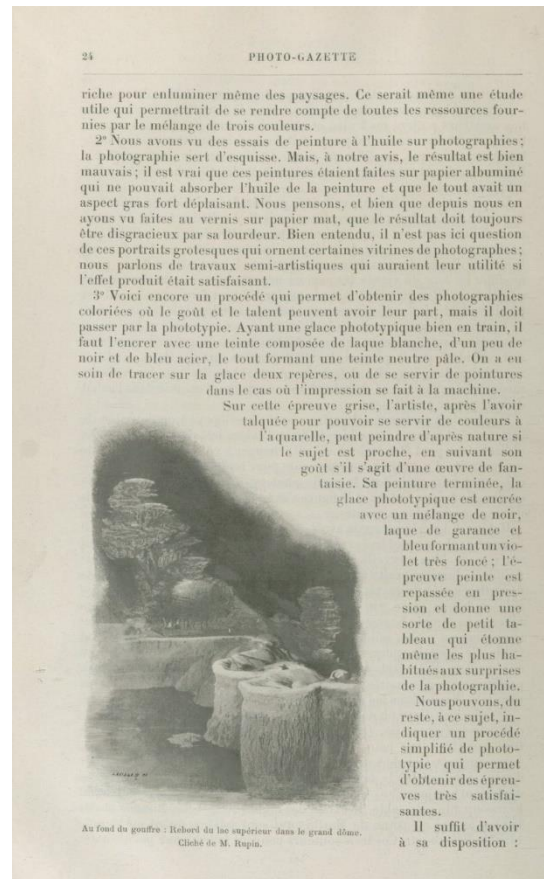 24
PHOTO-GAZETTE
riche pour enluminer même des paysages. Ce serait même une étude
utile qui permettrait de se rendre compte de toutes les ressources four-
nies par le mélange de trois couleurs.
2° Nous avons vu des essais de peinture à l'huile sur photographies ;
la photographie sert d'esquisse. Mais, à notre avis, le résultat est bien
mauvais ; il est vrai que ces peintures étaient faites sur papier albuminé
qui ne pouvait absorber l'huile de la peinture et que le tout avait un
aspect gras fort déplaisant. Nous pensons, et bien que depuis nous en
ayons vu faites au vernis sur papier mat, que le résultat doit toujours
être disgracieux par sa lourdeur. Bien entendu, il n'est pas ici question
de ces portraits grotesques qui ornent certaines vitrines de photographes ;
nous parlons de travaux semi-artistiques qui auraient leur utilité si
l'effet produit était satisfaisant.
3° Voici encore un procédé qui permet d'obtenir des photographies
coloriées où le goût et le talent peuvent avoir leur part, mais il doit
passer par la phototypie. Ayant une glace phototypique bien en train, il
faut l'encrer avec une teinte composée de laque blanche, d'un peu de
noir et de bleu acier, le tout formant une teinte neutre pâle. On a eu
soin de tracer sur la glace deux repères, ou de se servir de pointures
dans le cas où l'impression se fait à la machine.
Sur cette épreuve grise, l'artiste, après l'avoir
talquée pour pouvoir se servir de couleurs à
l'aquarelle, peut peindre d'après nature si
le sujet est proche, en suivant son
goût s'il s'agit d'une œuvre de fan-
taisie. Sa peinture terminée, la
glace phototypique est encrée
avec un mélange de noir,
laque de garance et
bleu formant un vio-
let très foncé ; l'é-
preuve peinte est
repassée en pres-
sion et donne une
sorte de petit ta-
bleau qui étonne
même les plus ha-
bitués aux surprises
de la photographie.
Nous pouvons, du
reste, à ce sujet, in-
diquer un procédé
simplifié de photo-
typie qui permet
d'obtenir des épreu-
ves très satisfai-
santes.
Il suffit d'avoir
à sa disposition :
Au fond du gouffre : Rebord du lac supérieur dans le grand dôme.
Cliché de M. Rupin.